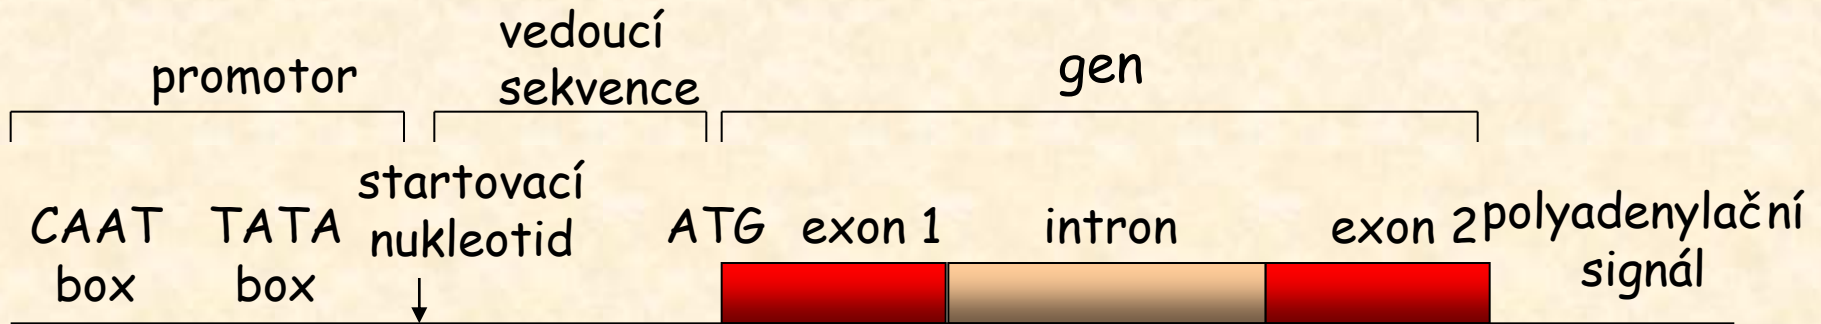 promotor
vedoucí
sekvence
gen
CAAT
box
TATA
box
startovací
nukleotid
ATG
exon 1
intron
exon 2
polyadenylační
signál